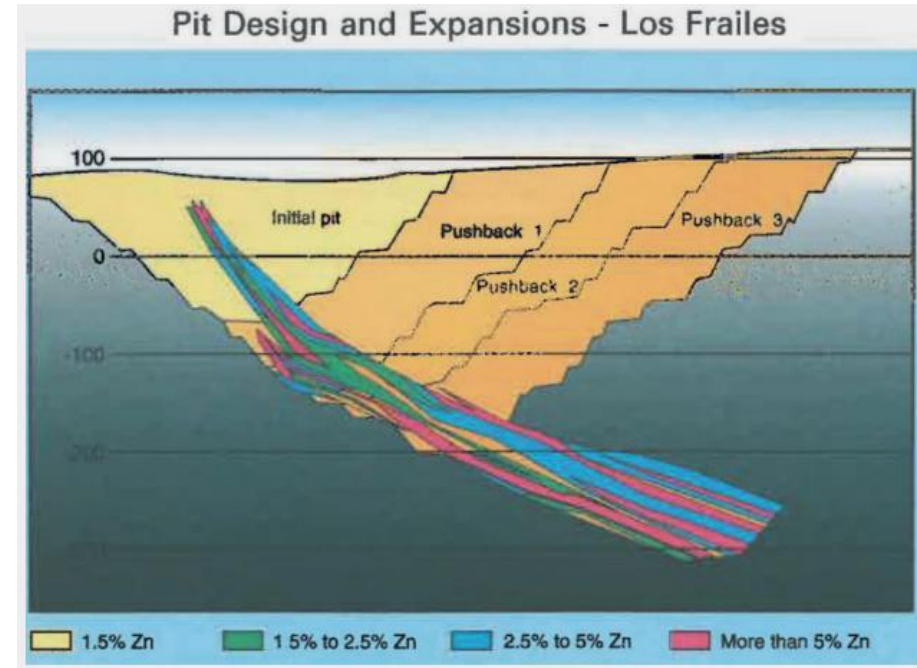 Pit Design and Expansions - Los Frailes
100
Initial pit
Pushback 1
Pushback 3
0
Pushback 2
-100
-200
1.5% Zn
1 5% to 2.5% Zn
2.5% to 5% Zn
More than 5% Zn